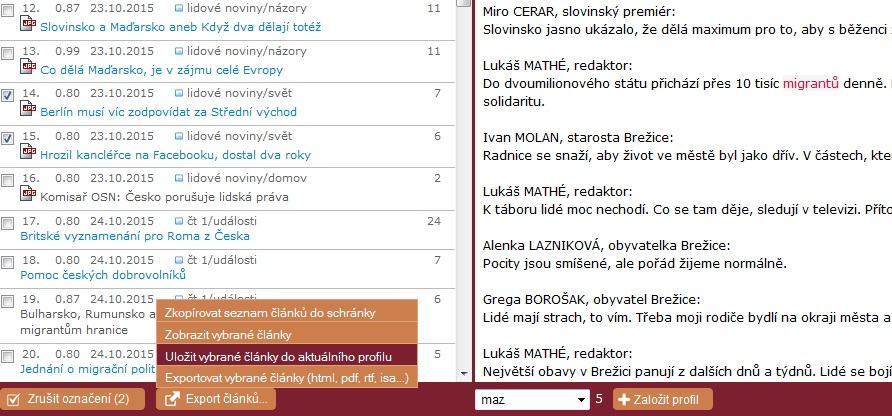 12. 0.87 23.10.2015 lidové noviny/názory 11
Slovinsko a Maďarsko aneb Když dva dělají totéž
13. 0.99 23.10.2015 lidové noviny/názory 11
Co dělá Maďarsko, je v zájmu celé Evropy
14. 0.80 23.10.2015 lidové noviny/svět 7
Berlín musí víc zodpovídat za Střední východ
15. 0.80 23.10.2015 lidové noviny/svět 6
Hrozil kancléřce na Facebooku, dostal dva roky
16. 0.80 23.10.2015 lidové noviny/domov 2
Komisař OSN: Česko porušuje lidská práva
17. 0.80 24.10.2015 čt 1/události 24
Britské vyznamenání pro Roma z Česka
18. 0.80 24.10.2015 čt 1/události 7
Pomoc českých dobrovolníků
19. 0.87 24.10.2015 čt 1/události 6
Bulharsko, Rumunsko a
migrantům hranice
20. 0.80 24.10.2015 5
Jednání o migrační polit
Zkopírovat seznam článků do schránky
Zobrazit vybrané články
Uložit vybrané články do aktuálního profilu
Exportovat vybrané články (html, pdf, rtf, isa...)
Zrušit označení (2)
Export článků...
Miro CERAR, slovinský premiér:
Slovinsko jasno ukázalo, že dělá maximum pro to, aby s běženci
Lukáš MATHÉ, redaktor:
Do dvoumilionového státu přichází přes 10 tisíc migrantů denně.
solidaritu.
Ivan MOLAN, starosta Brežice:
Radnice se snaží, aby život ve městě byl jako dřív. V částech, kte
Lukáš MATHÉ, redaktor:
K táboru lidé moc nechodí. Co se tam děje, sledují v televizi. Příto
Alenka LAZNIKOVÁ, obyvatelka Brežice:
Pocity jsou smíšené, ale pořád žijeme normálně.
Grega BOROŠAK, obyvatel Brežice:
Lidé mají strach, to vím. Třeba moji rodiče bydlí na okraji města a
Lukáš MATHÉ, redaktor:
Největší obavy v Brežici panují z dalších dnů a týdnů. Lidé se bojí
maz 5 Založit profil